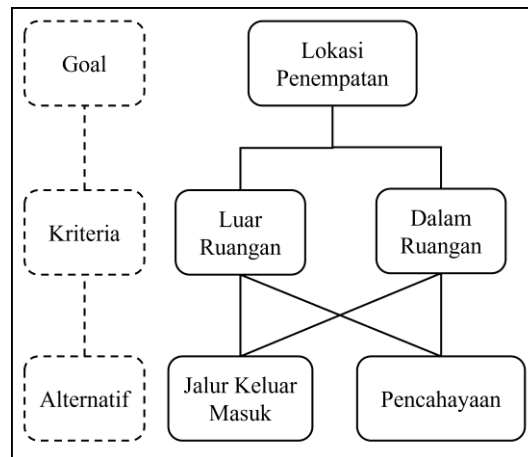 Goal
Lokasi
Penempatan
Kriteria
Luar
Ruangan
Dalam
Ruangan
Alternatif
Jalur Keluar
Masuk
Pencahayaan